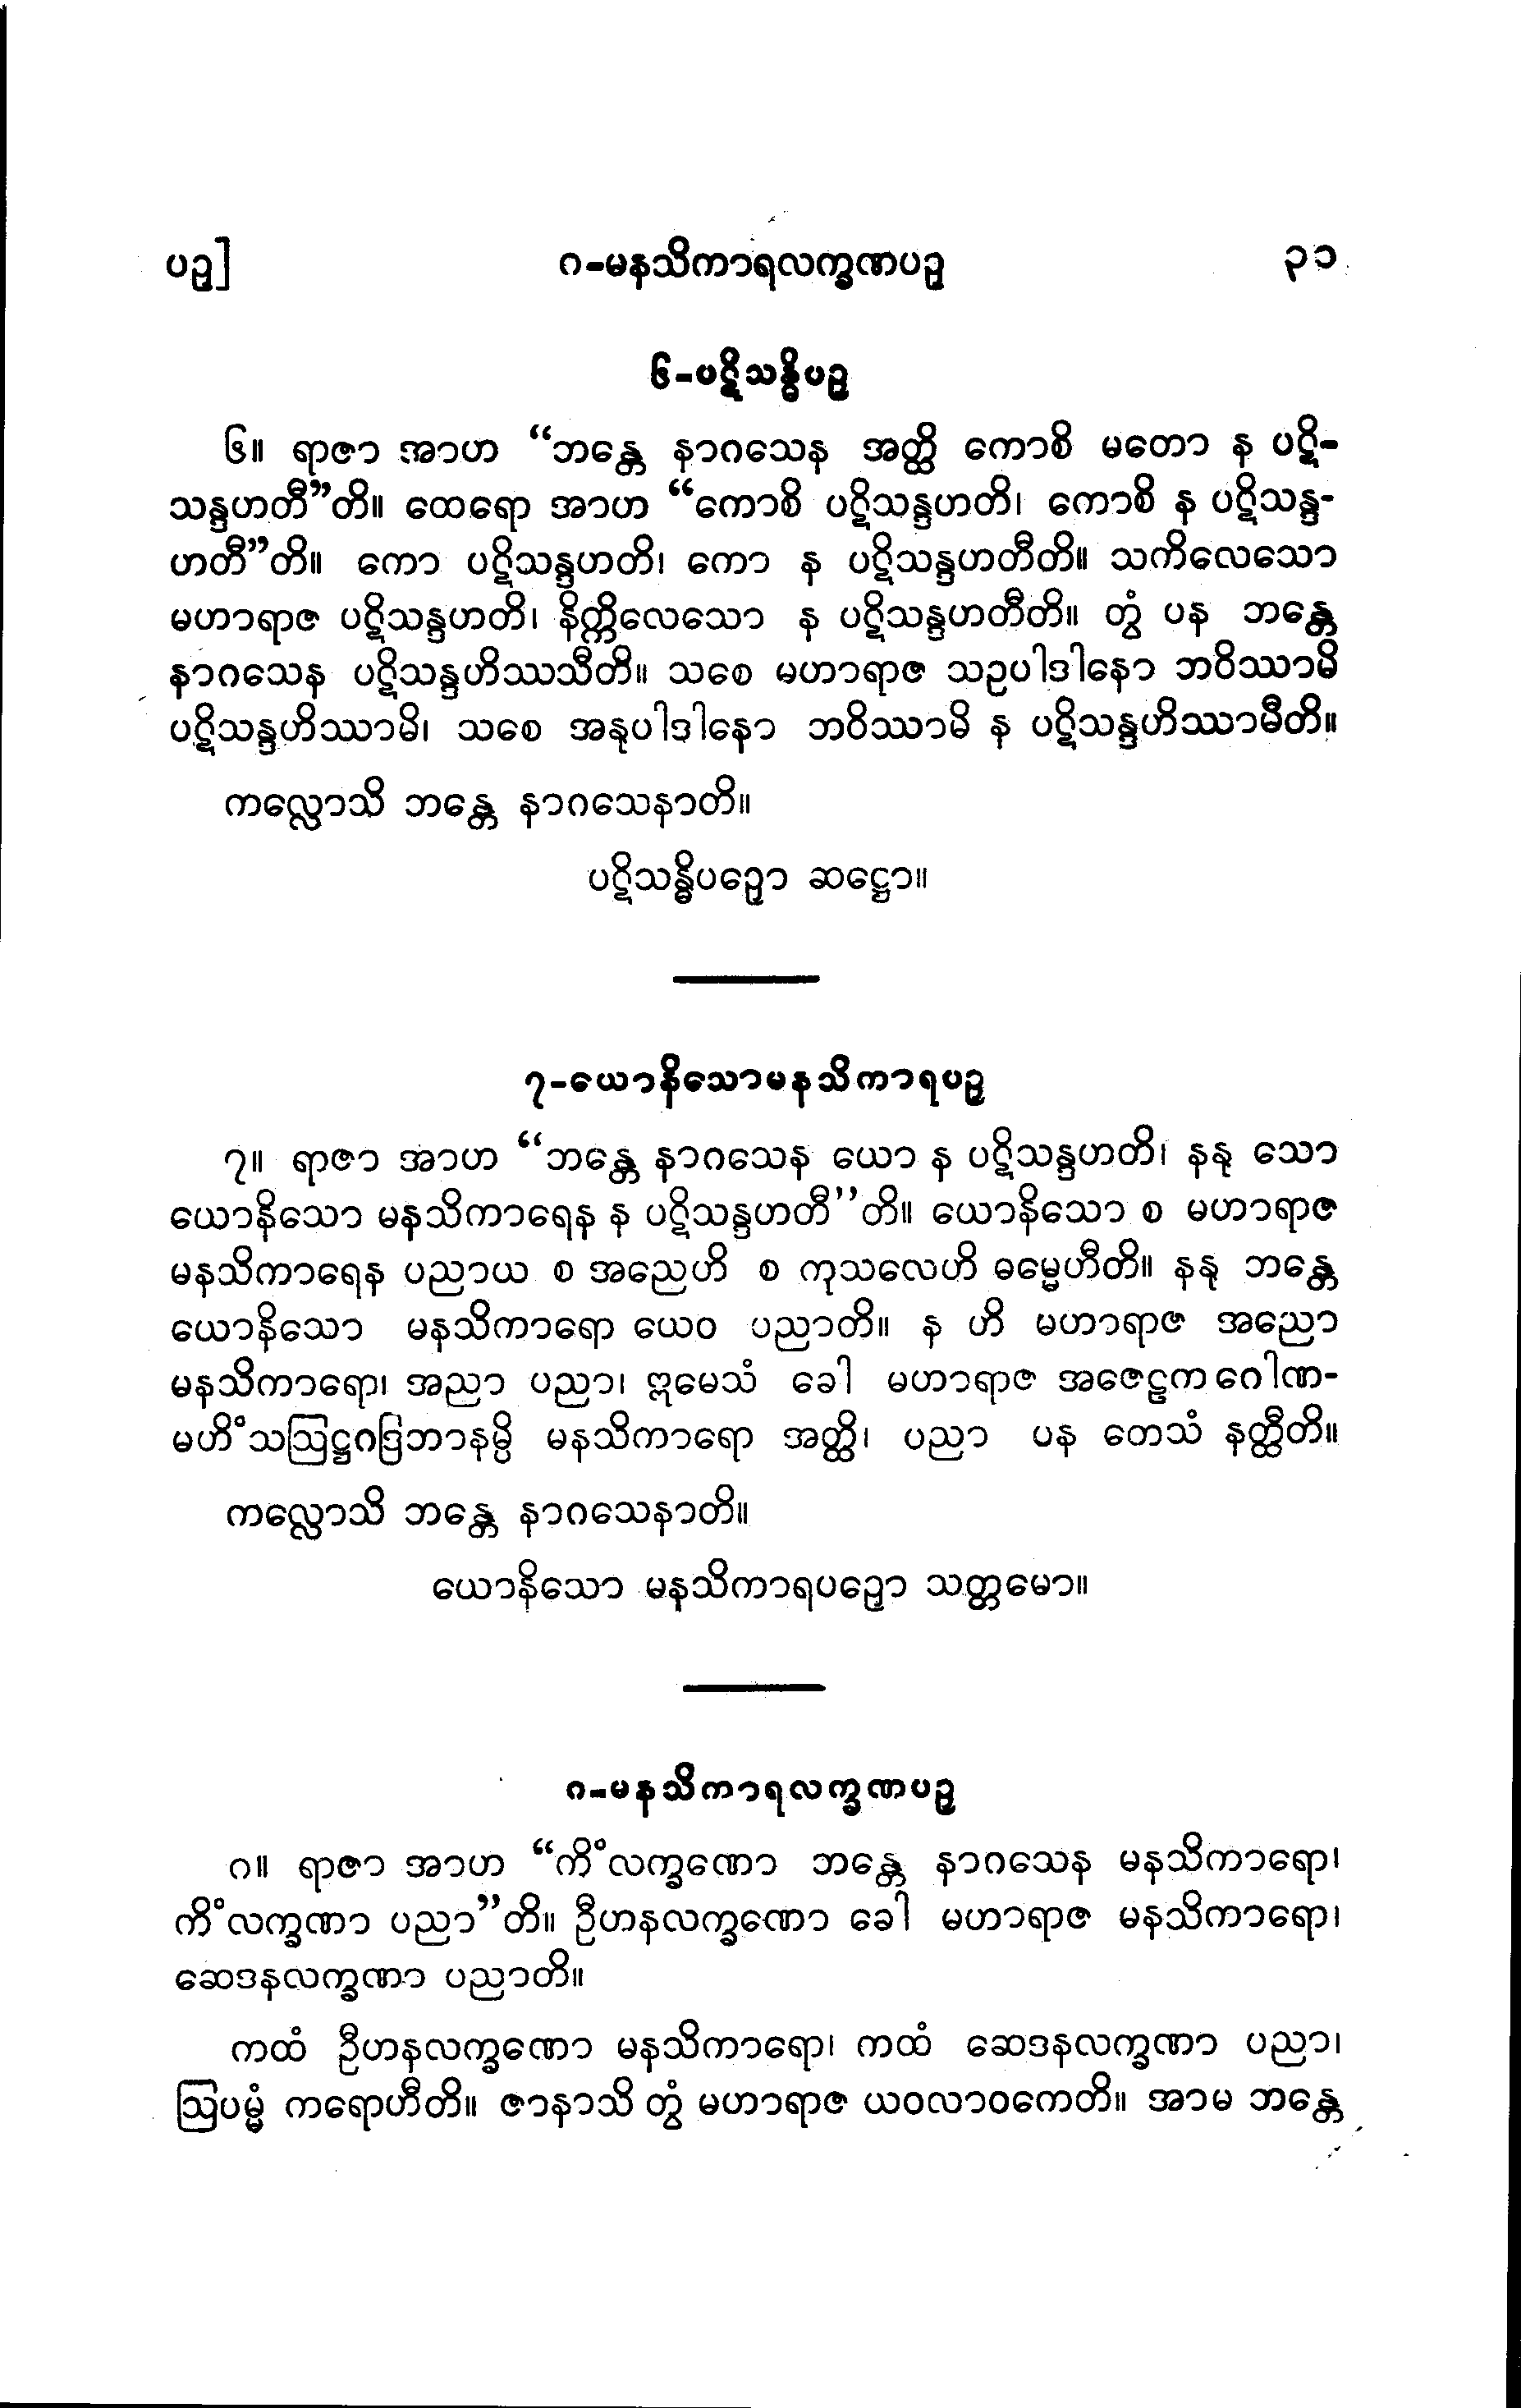 ပဉှ]
ဂ-မနသိကာရလက္ခဏပဉှ
၃၁
၆-ပဋိသန္ဓိပဉှ
၆။ ရာဇာ အာဟ “ဘန္တေ နာဂသေန အတ္ထိ ကောစိ မတော န ပဋိ-
သန္ဒဟတီ”တိ။ ထေရော အာဟ “ကောစိ ပဋိသန္ဒဟတိ၊ ကောစိ န ပဋိသန္ဒ-
ဟတီ”တိ။ ကော ပဋိသန္ဒဟတိ၊ ကော န ပဋိသန္ဒဟတီတိ။ သကိလေသော
မဟာရာဇ ပဋိသန္ဒဟတိ၊ နိက္ကိလေသော န ပဋိသန္ဒဟတီတိ။ တွံ ပန ဘန္တေ
နာဂသေန ပဋိသန္ဒဟိဿသီတိ။ သစေ မဟာရာဇ သဥပါဒါနော ဘဝိဿာမိ
ပဋိသန္ဒဟိဿာမိ၊ သစေ အနုပါဒါနော ဘဝိဿာမိ န ပဋိသန္ဒဟိဿာမီတိ။
ကလ္လောသိ ဘန္တေ နာဂသေနာတိ။
ပဋိသန္ဓိပဉှော ဆဋ္ဌော။
၇-ယောနိသောမနသိကာရပဉှ
၇။ ရာဇာ အာဟ “ဘန္တေ နာဂသေန ယော န ပဋိသန္ဒဟတိ၊ နနု သော
ယောနိသော မနသိကာရေန န ပဋိသန္ဒဟတီ”တိ။ ယောနိသော စ မဟာရာဇ
မနသိကာရေန ပညာယ စ အညေဟိ စ ကုသလေဟိ ဓမ္မေဟီတိ။ နနု ဘန္တေ
ယောနိသော မနသိကာရော ယေဝ ပညာတိ။ န ဟိ မဟာရာဇ အညော
မနသိကာရော၊ အညာ ပညာ၊ ဣမေသံ ခေါ မဟာရာဇ အဇေဠက ဂေါဏ-
မဟိံသဩဋ္ဌဂဒြဘာနမ္ပိ မနသိကာရော အတ္ထိ၊ ပညာ ပန တေသံ နတ္ထီတိ။
ကလ္လောသိ ဘန္တေ နာဂသေနာတိ။
ယောနိသော မနသိကာရပဉှော သတ္တမော။
ဂ-မနသိကာရလက္ခဏပဉှ
ဂ။ ရာဇာ အာဟ “ကိံလက္ခဏော ဘန္တေ နာဂသေန မနသိကာရော၊
ကိံလက္ခဏာ ပညာ”တိ။ ဦဟနလက္ခဏော ခေါ မဟာရာဇ မနသိကာရော၊
ဆေဒနလက္ခဏာ ပညာတိ။
ကထံ ဦဟနလက္ခဏော မနသိကာရော၊ ကထံ ဆေဒနလက္ခဏာ ပညာ၊
ဩပမ္မံ ကရောဟီတိ။ ဇာနာသိ တွံ မဟာရာဇ ယဝလာဝကေတိ။ အာမ ဘန္တေ